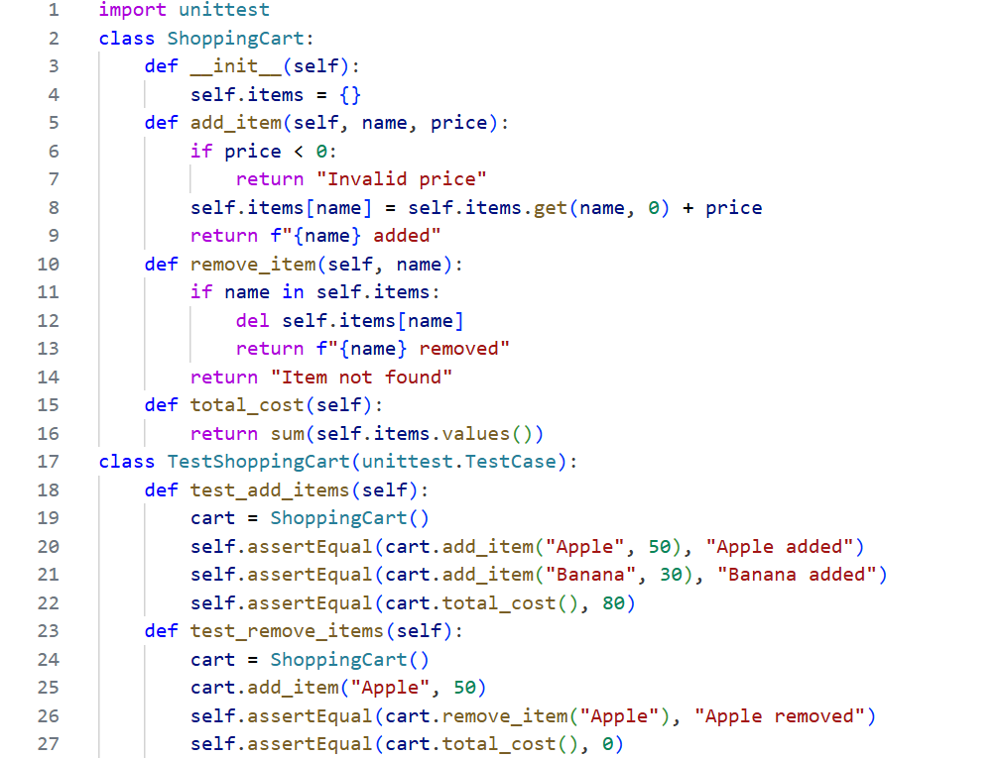 1 import unittest
2 class ShoppingCart:
3     def __init__(self):
4         self.items = {}
5     def add_item(self, name, price):
6         if price < 0:
7             return "Invalid price"
8         self.items[name] = self.items.get(name, 0) + price
9         return f"{name} added"
10     def remove_item(self, name):
11         if name in self.items:
12             del self.items[name]
13             return f"{name} removed"
14         return "Item not found"
15     def total_cost(self):
16         return sum(self.items.values())
17 class TestShoppingCart(unittest.TestCase):
18     def test_add_items(self):
19         cart = ShoppingCart()
20         self.assertEqual(cart.add_item("Apple", 50), "Apple added")
21         self.assertEqual(cart.add_item("Banana", 30), "Banana added")
22         self.assertEqual(cart.total_cost(), 80)
23     def test_remove_items(self):
24         cart = ShoppingCart()
25         cart.add_item("Apple", 50)
26         self.assertEqual(cart.remove_item("Apple"), "Apple removed")
27         self.assertEqual(cart.total_cost(), 0)